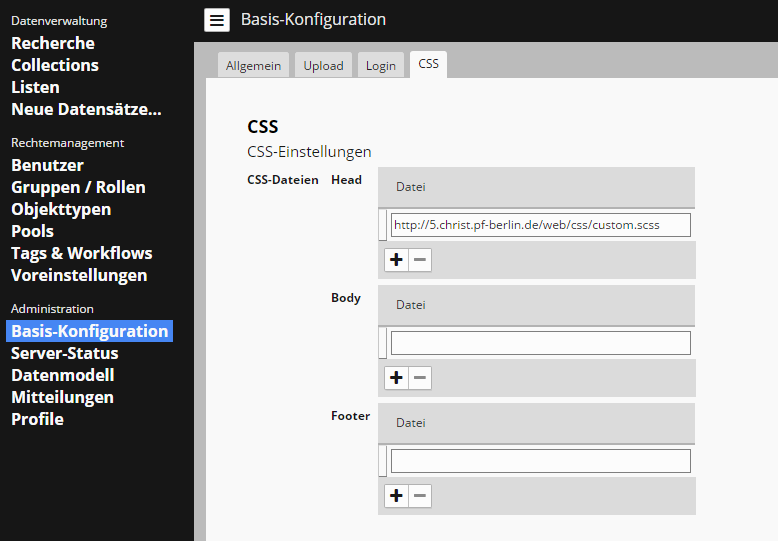 Datenverwaltung
Recherche
Collections
Listen
Neue Datensätze...
Rechtemanagement
Benutzer
Gruppen / Rollen
Objekttypen
Pools
Tags & Workflows
Voreinstellungen
Administration
Basis-Konfiguration
Server-Status
Datenmodell
Mitteilungen
Profile
Basis-Konfiguration
Allgemein Upload Login CSS
CSS
CSS-Einstellungen
CSS-Dateien Head Datei
http://5.christ.pf-berlin.de/web/css/custom.scss
Body Datei
Footer Datei